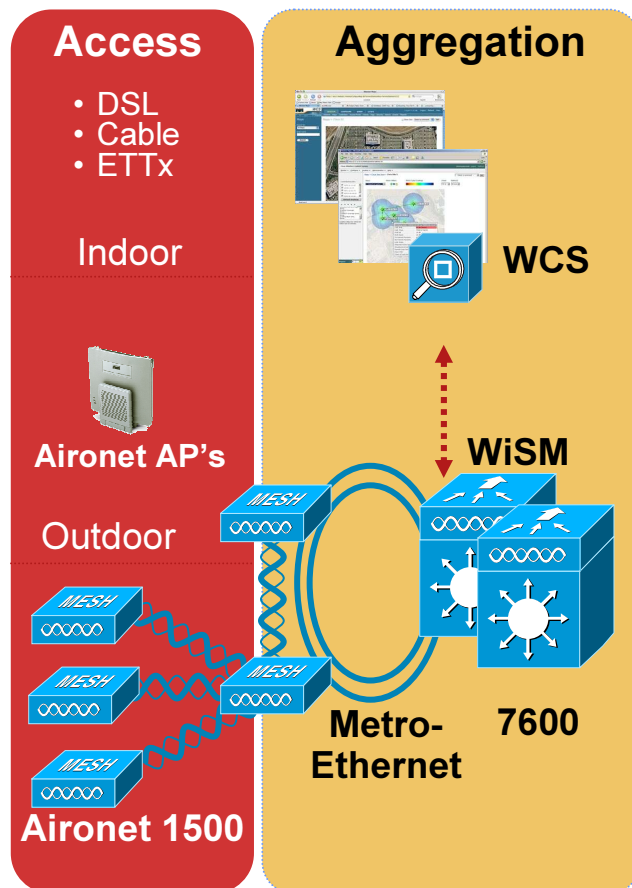 Access
• DSL
• Cable
• ETTx
Indoor
Aironet AP's
Outdoor
MESH
MESH
MESH
Aironet 1500
Aggregation
WCS
WiSM
MESH
MESH
Metro-
Ethernet
7600